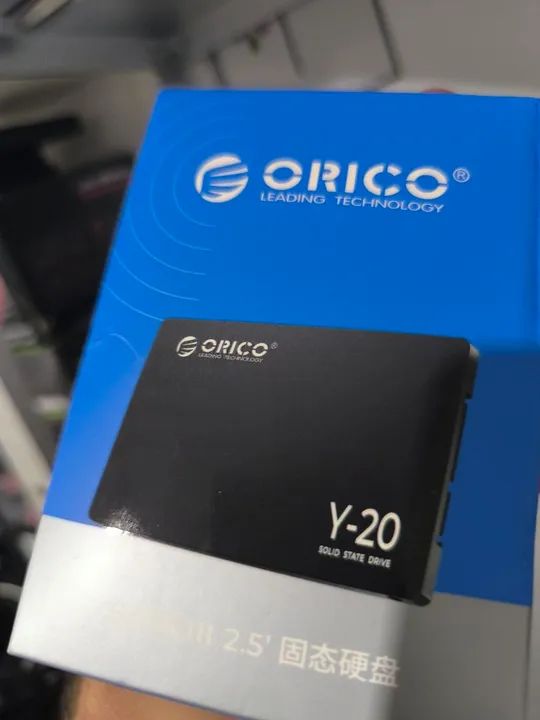 ORICO®
LEADING TECHNOLOGY
ORICO®
LEADING TECHNOLOGY
Y-20
SOLID STATE DRIVE
2.5' 固态硬盘